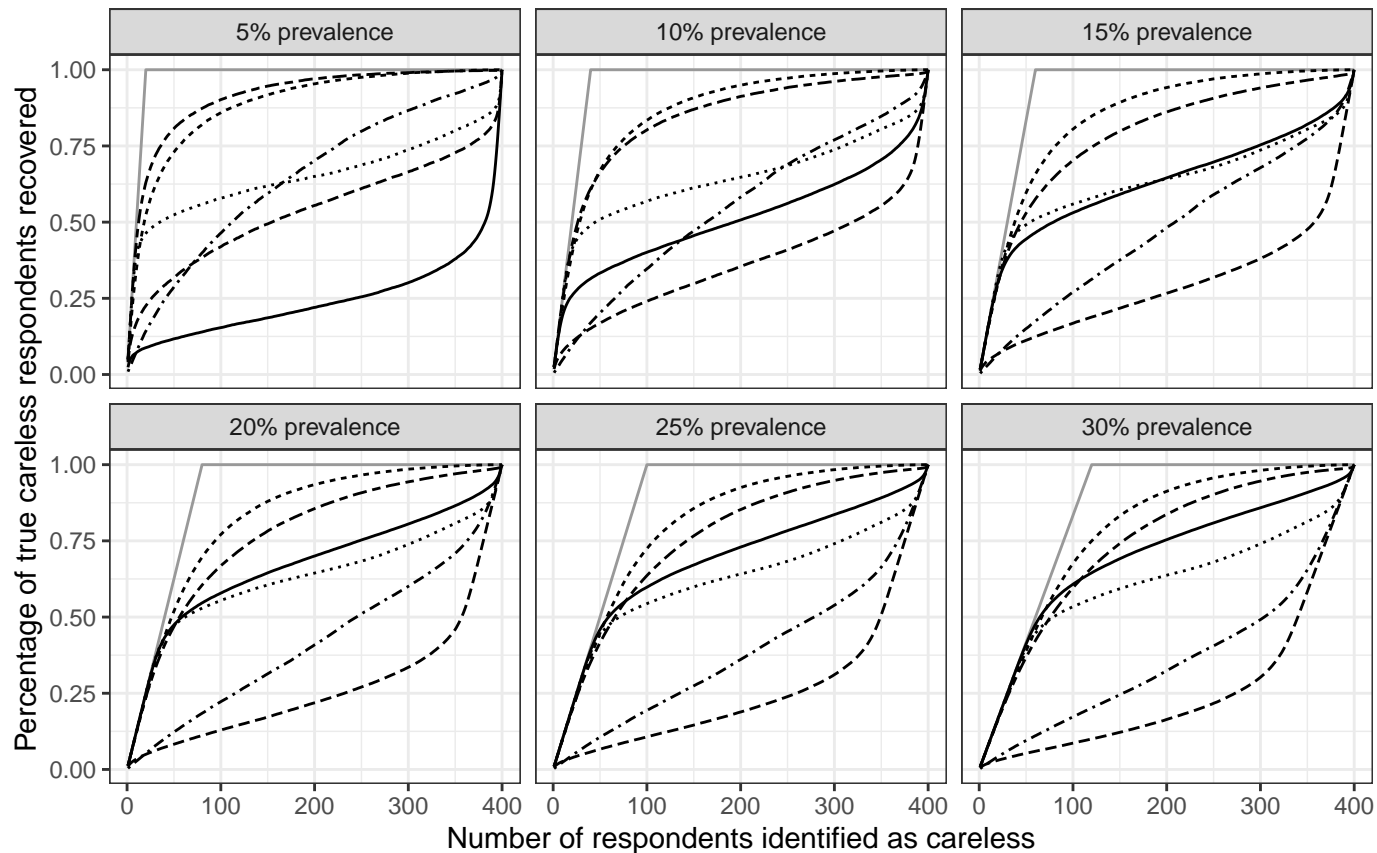 5% prevalence
10% prevalence
15% prevalence
1.00
0.75
0.50
0.25
0.00
20% prevalence
25% prevalence
30% prevalence
1.00
0.75
0.50
0.25
0.00
0 100 200 300 400
0 100 200 300 400
0 100 200 300 400
Number of respondents identified as careless
Percentage of true careless respondents recovered